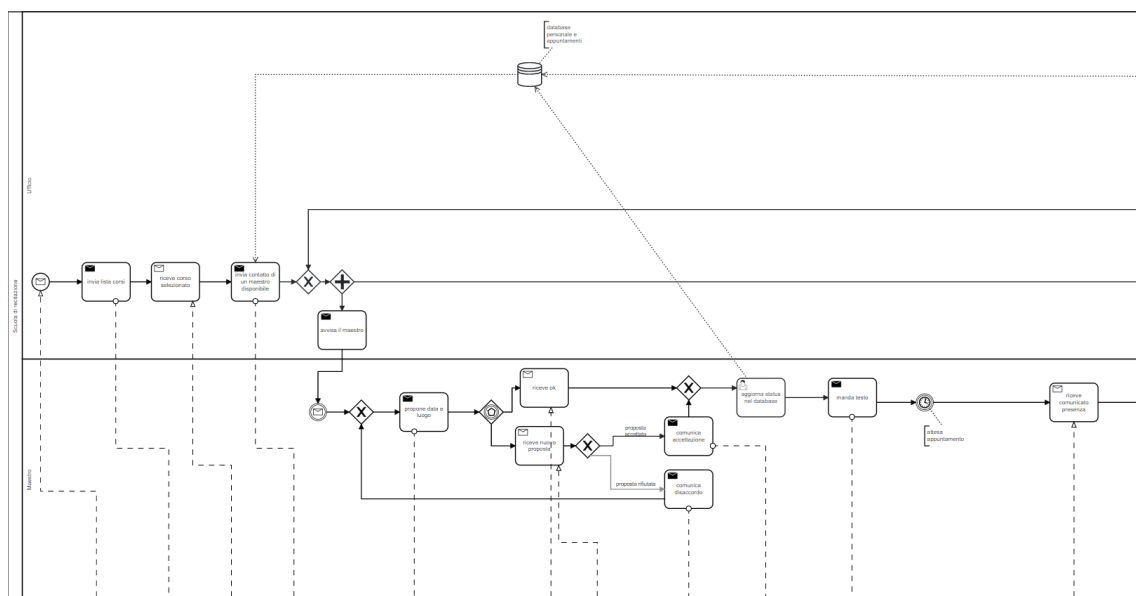 database
personale e
appuntamenti
Ufficio
Scuola di recitazione
invia lista corsi
riceve corso
selezionato
invia contatto di
un maestro
disponibile
avvisa il maestro
Maestro
propone data e
luogo
riceve ok
riceve nuova
proposta
proposta
accettata
proposta rifiutata
comunica
accettazione
comunica
disaccordo
aggiorna status
nel database
manda testo
attesa
appuntamento
riceve
comunicato
presenza